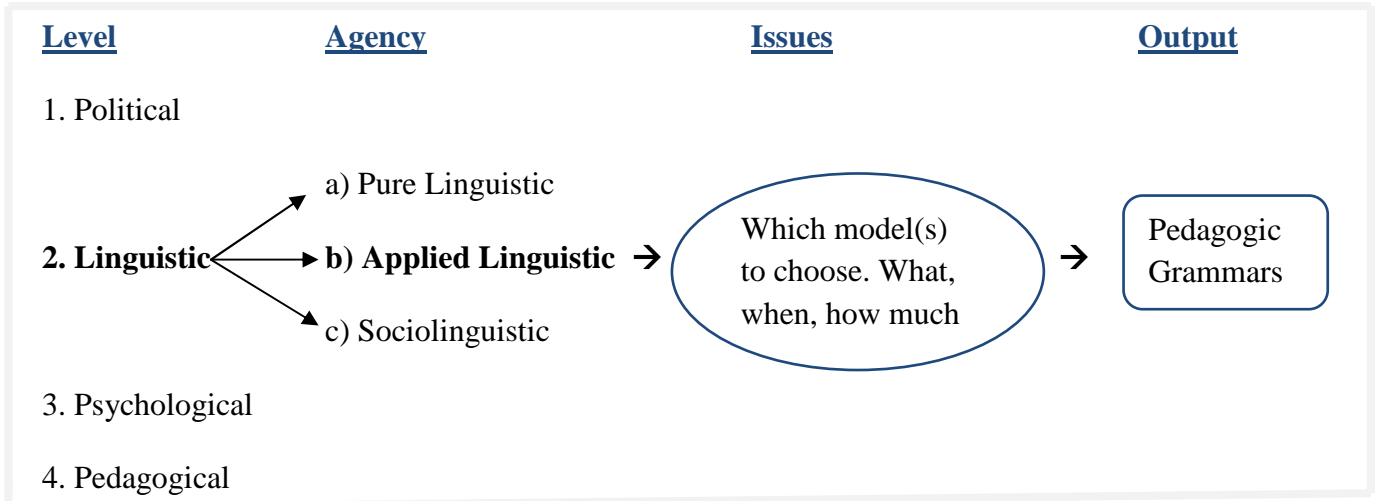 Level Agency Issues Output
1. Political
a) Pure Linguistic
2. Linguistic b) Applied Linguistic →
c) Sociolinguistic
Which model(s)
to choose. What,
when, how much
→
Pedagogic
Grammars
3. Psychological
4. Pedagogical